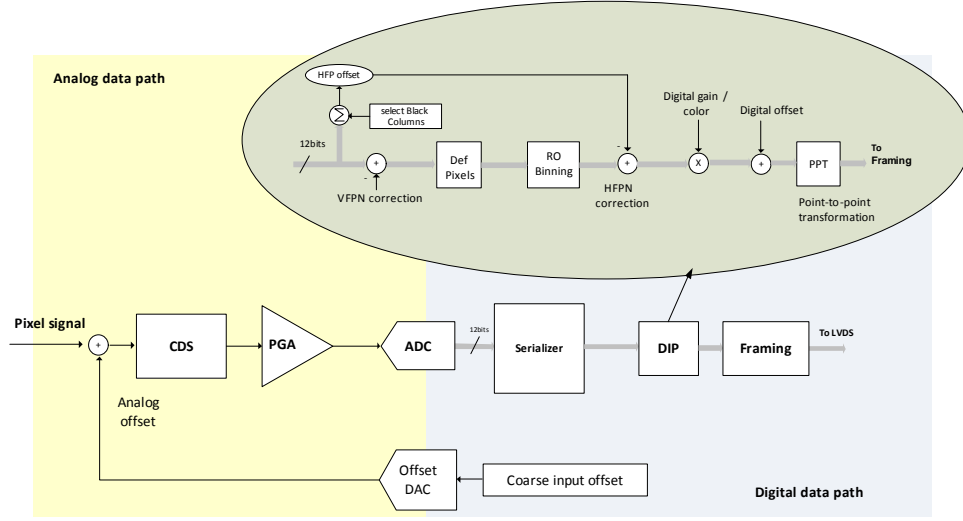 Analog data path
HFP offset
select Black
Columns
Σ
12bits
+
-
VFPN correction
Def
Pixels
RO
Binning
-
+
HFPN
correction
Digital gain /
color
X
Digital offset
+
PPT
Point-to-point
transformation
To
Framing
Pixel signal
+
Analog
offset
CDS
PGA
ADC
12bits
Serializer
DIP
Framing
To LVDS
Offset
DAC
Coarse input offset
Digital data path